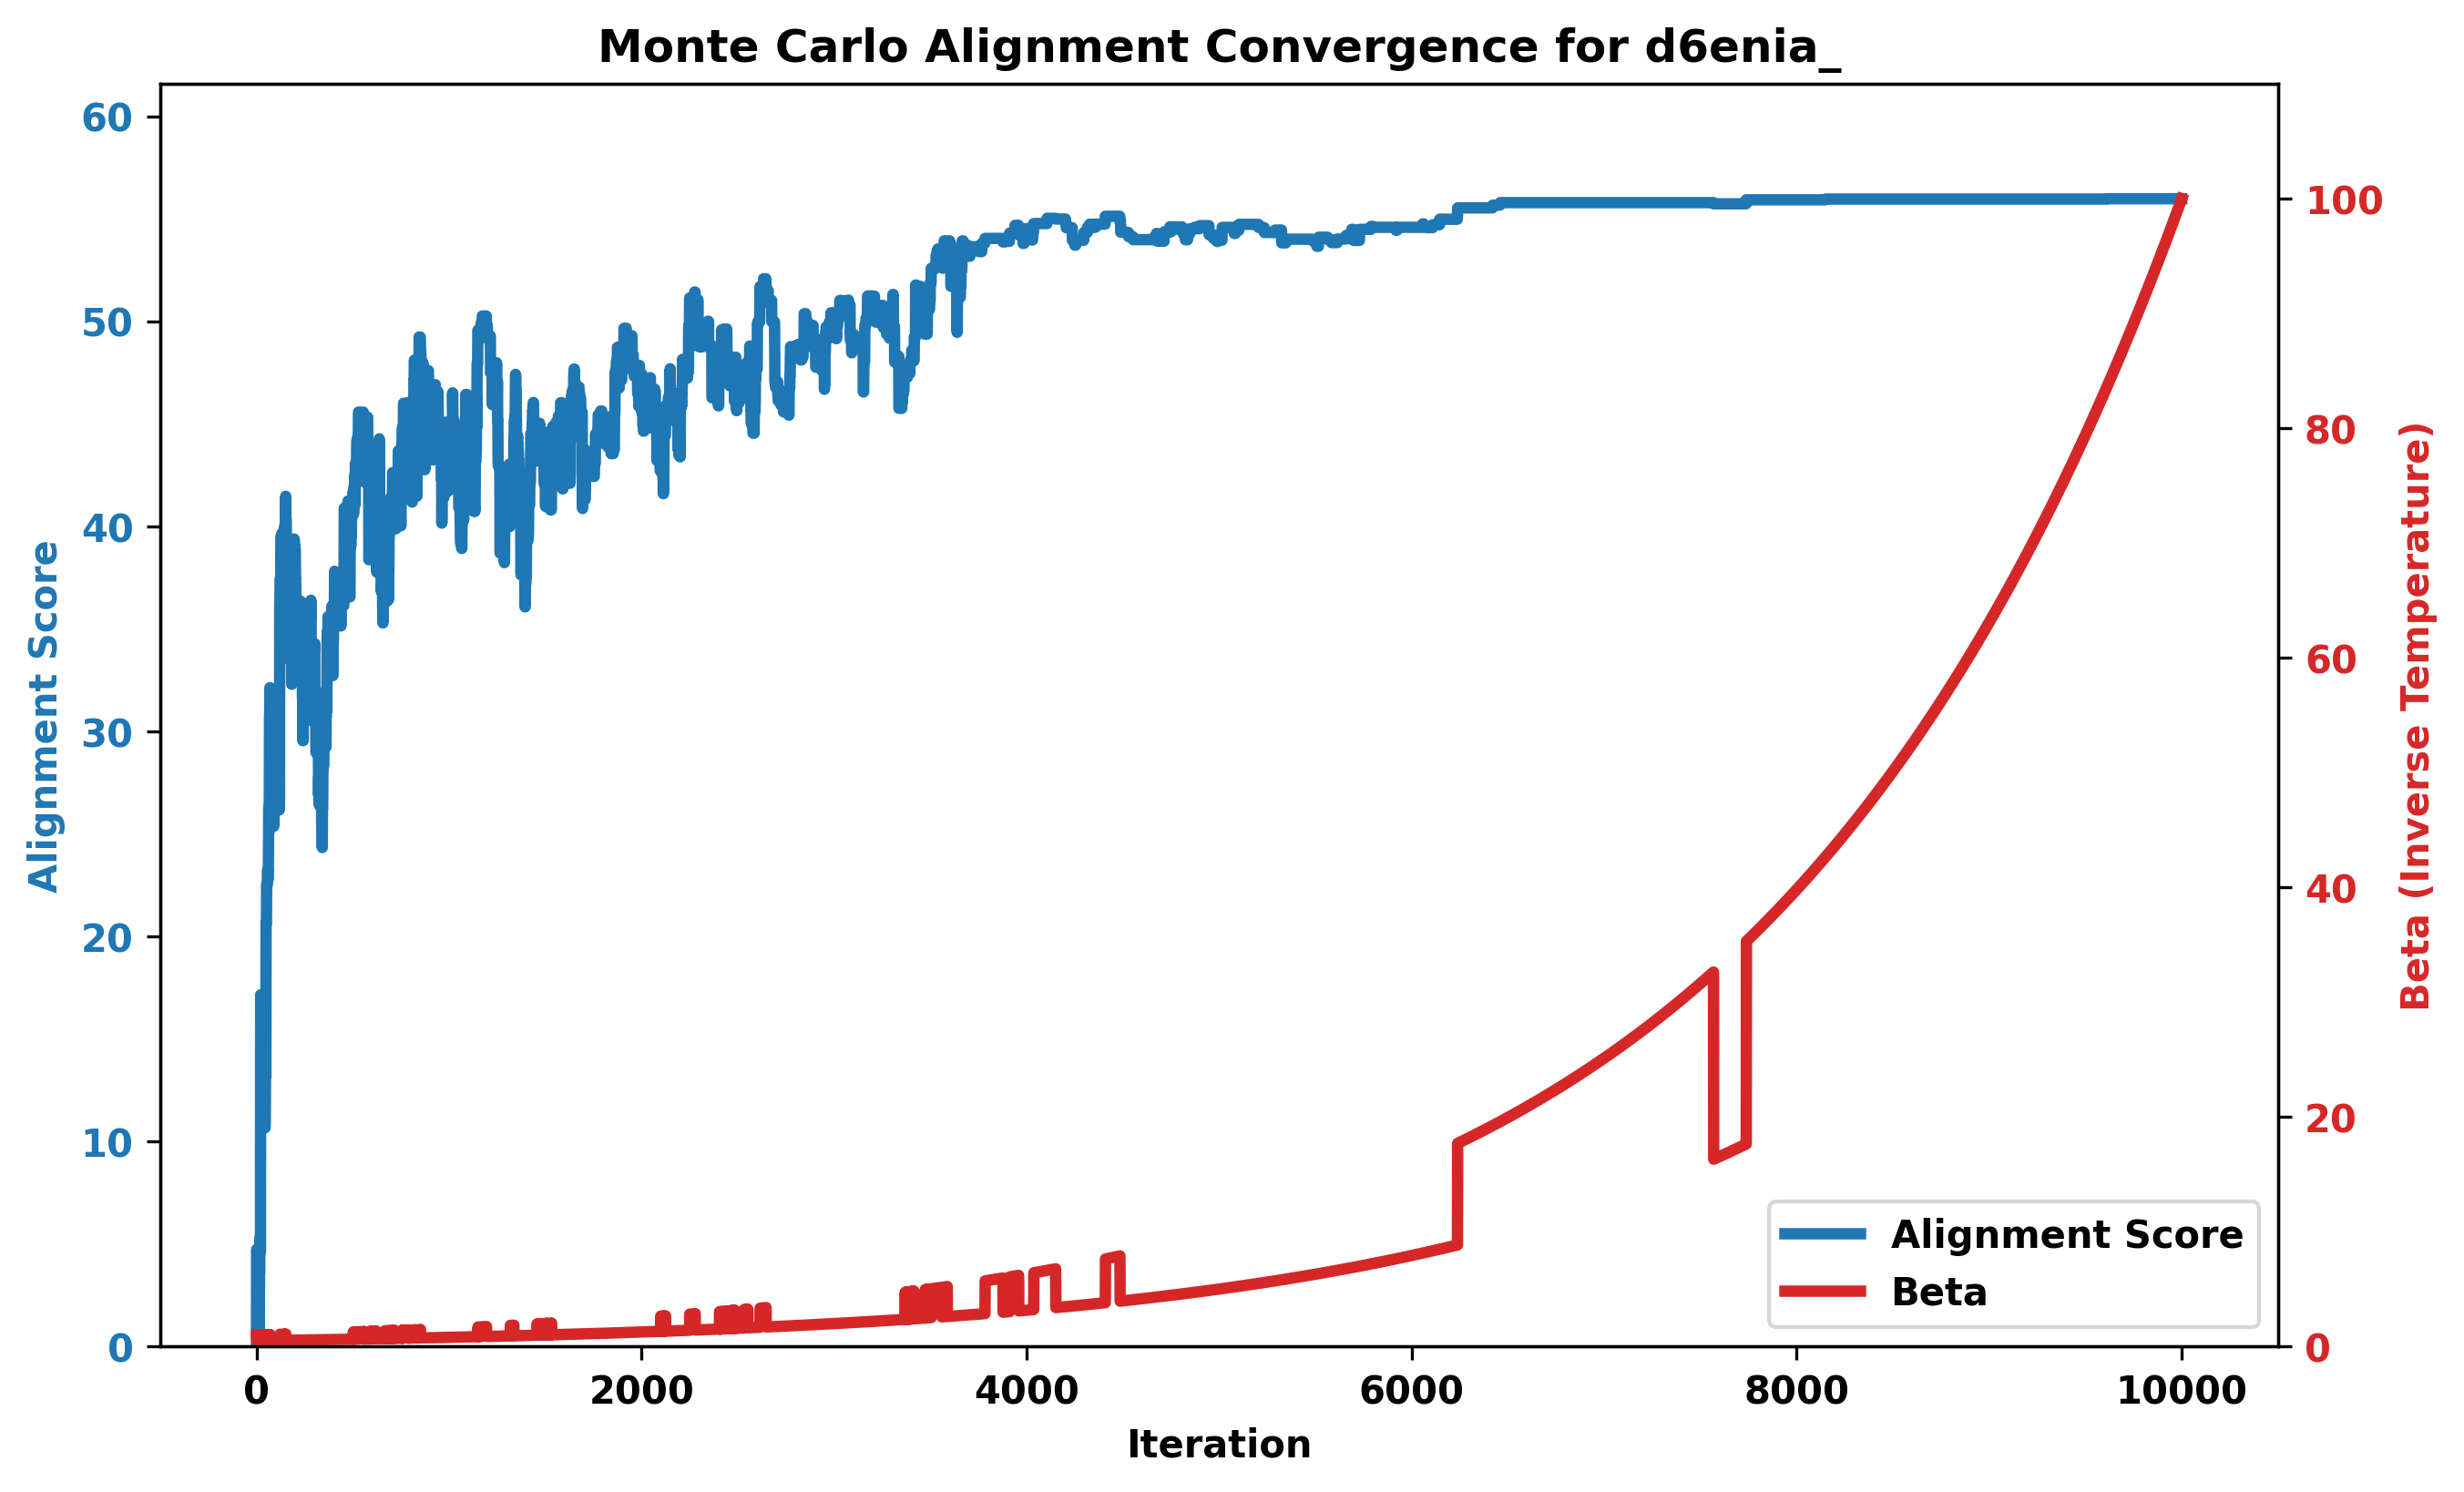 Monte Carlo Alignment Convergence for d6enia_
Alignment Score
60
50
40
30
20
10
0
100
80
60
40
20
0
Beta (Inverse Temperature)
Alignment Score
Beta
0 2000 4000 6000 8000 10000
Iteration